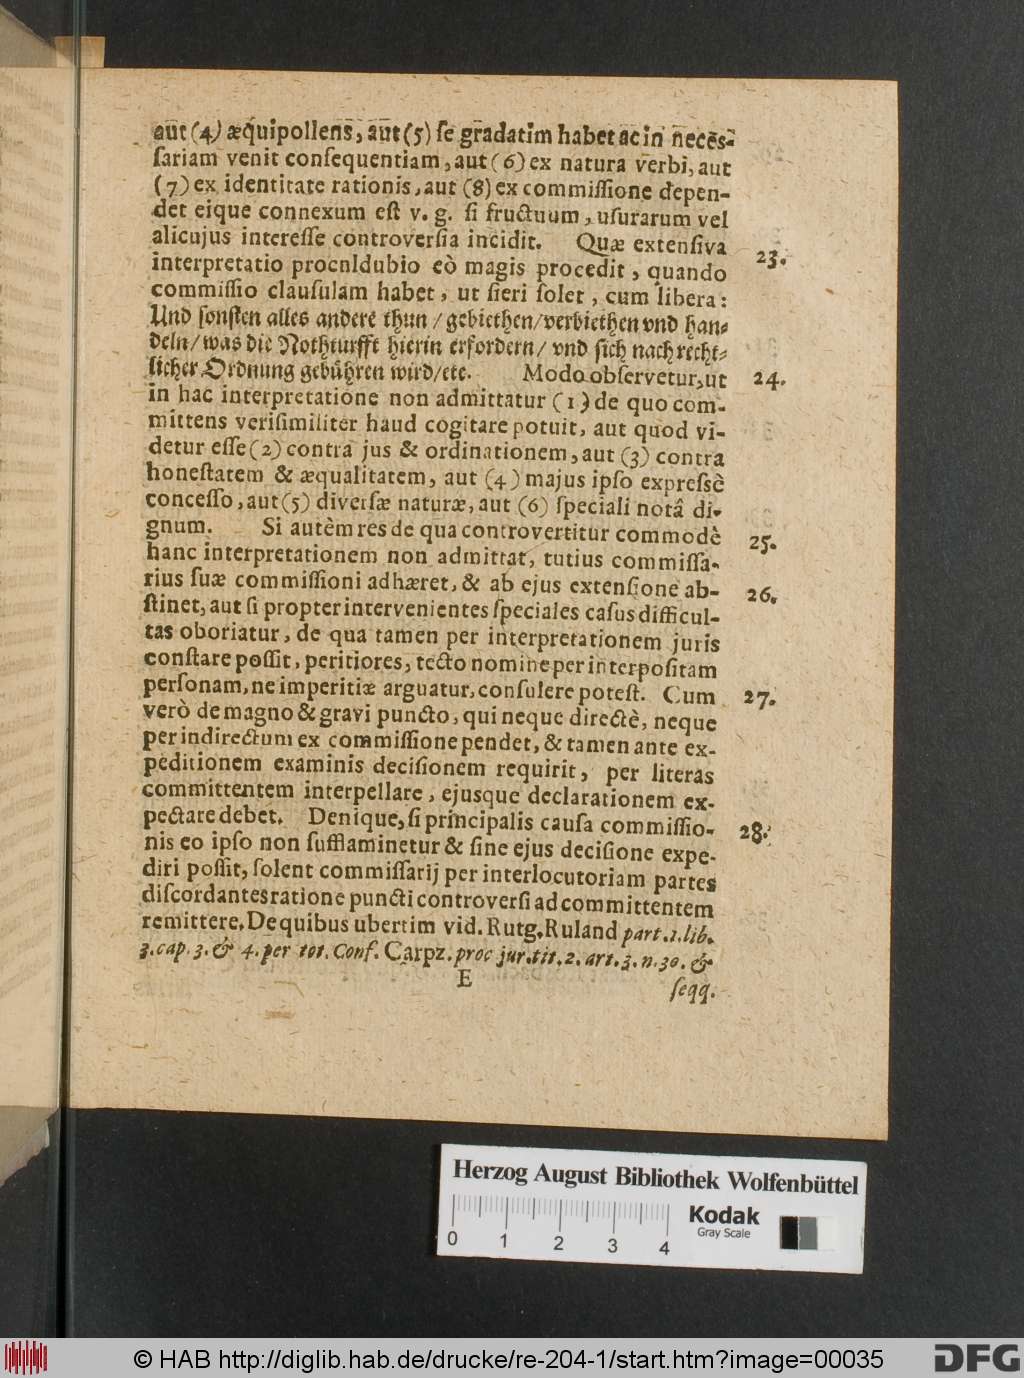 aut (4) æquipollens, aut (5) ſe gradatim habet ac in neceſ-
ſariam venit conſequentiam, aut (6) ex natura verbi, aut
(7) ex identitate rationis, aut (8) ex commiſſione depen-
det eique connexum eſt v. g. ſi fructuum, uſurarum vel
alicujus intereſſe controverſia incidit. Quæ extenſiva
23.
interpretatio procnldubio eò magis procedit, quando
commiſſio clauſulam habet, ut fieri ſolet, cum libera:
Und ſonſten alles andere thun / gebiethen/verbiethen vnd han-
deln/ was die Nothturfft hierin erfordern/ vnd ſich nach recht-
licher Ordnung gebühren wird/etc. Modo obſervetur, ut
24.
in hac interpretatione non admittatur (1) de quo com-
mittens veriſimiliter haud cogitare potuit, aut quod vi-
detur eſſe (2) contra jus & ordinationem, aut (3) contra
honeſtatem & æqualitatem, aut (4) majus ipſo expreſſè
conceſſo, aut (5) diverſæ naturæ, aut (6) ſpeciali notâ di-
gnum. Si autèm res de qua controvertitur commodè
25.
hanc interpretationem non admittat, tutius commiſſa-
rius ſuæ commiſſioni adhæret, & ab ejus extenſione ab-
26.
ſtinet, aut ſi propter intervenientes ſpeciales caſus difficul-
tas oboriatur, de qua tamen per interpretationem juris
conſtare poſſit, peritiores, tecto nomine per interpoſitam
perſonam, ne imperitiæ arguatur, conſulere poteſt. Cum
27.
verò de magno & gravi puncto, qui neque directè, neque
per indirectum ex commiſſione pendet, & tamen ante ex-
peditionem examinis deciſionem requirit, per literas
committentem interpellare, ejusque declarationem ex-
pectare debet. Denique, ſi principalis cauſa commiſſio-
28.
nis eo ipſo non ſufflaminetur & ſine ejus deciſione expe-
diri poſſit, ſolent commiſſarij per interlocutoriam partes
diſcordantes ratione puncti controverſi ad committentem
remittere. De quibus ubertim vid. Rutg. Ruland part. 1. lib.
3. cap. 3. & 4. per tot. Conf. Carpz. proc jur. tit. 2. art. 3. n. 30. &
E
ſeqq.
Herzog August Bibliothek Wolfenbüttel
0 1 2 3 4
Kodak
Gray Scale
© HAB http://diglib.hab.de/drucke/re-204-1/start.htm?image=00035
DFG